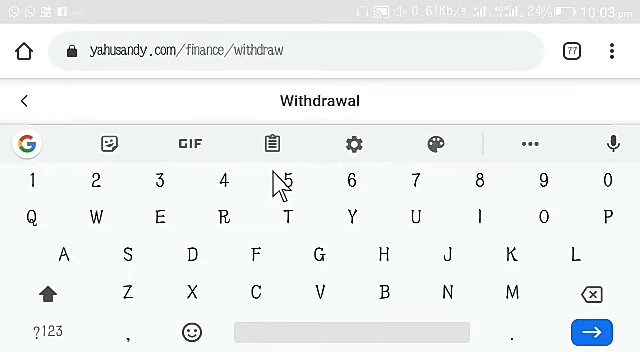 0.61Kb/s 24% 10:03 pm
yahusandy.com/finance/withdraw 77
Withdrawal
G GIF
1 2 3 4 5 6 7 8 9 0
Q W E R T Y U I O P
A S D F G H J K L
Z X C V B N M
?123 , .